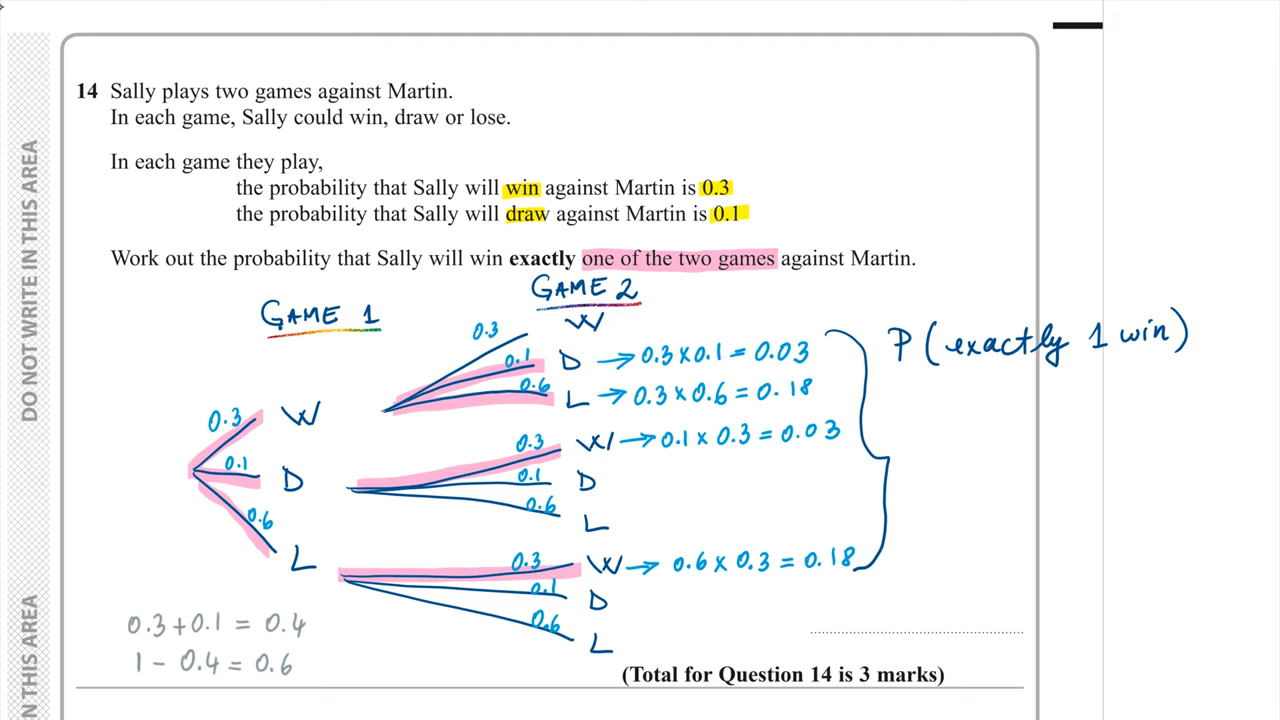 14 Sally plays two games against Martin.
In each game, Sally could win, draw or lose.
In each game they play,
the probability that Sally will win against Martin is 0.3
the probability that Sally will draw against Martin is 0.1
Work out the probability that Sally will win exactly one of the two games against Martin.
GAME 1
GAME 2
0.3 W
0.1 D → 0.3 × 0.1 = 0.03
0.6 L → 0.3 × 0.6 = 0.18
P (exactly 1 win)
0.3 W
0.3 W → 0.1 × 0.3 = 0.03
0.1 D
0.1 D
0.6 L
0.6 L
0.3 W → 0.6 × 0.3 = 0.18
0.1 D
0.6 L
0.3 + 0.1 = 0.4
1 - 0.4 = 0.6
(Total for Question 14 is 3 marks)
DO NOT WRITE IN THIS AREA
N THIS AREA